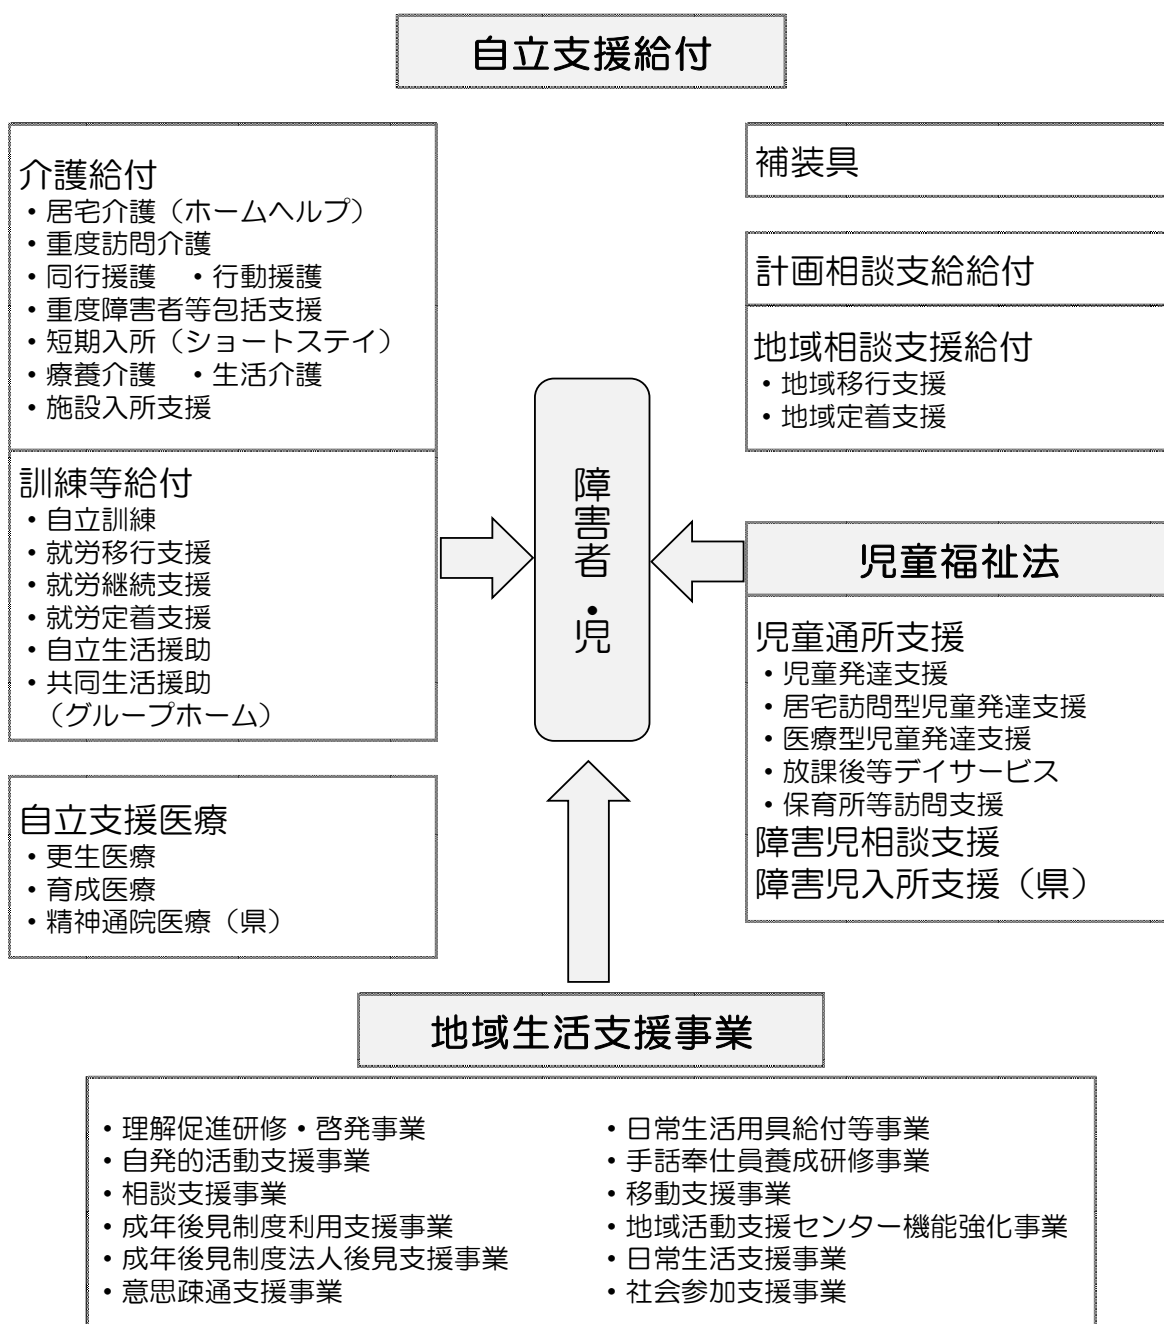 自立支援給付
介護給付
・居宅介護（ホームヘルプ）
・重度訪問介護
・同行援護　・行動援護
・重度障害者等包括支援
・短期入所（ショートステイ）
・療養介護　・生活介護
・施設入所支援
訓練等給付
・自立訓練
・就労移行支援
・就労継続支援
・就労定着支援
・自立生活援助
・共同生活援助
（グループホーム）
自立支援医療
・更生医療
・育成医療
・精神通院医療（県）
障害者・児
補装具
計画相談支給給付
地域相談支援給付
・地域移行支援
・地域定着支援
児童福祉法
児童通所支援
・児童発達支援
・居宅訪問型児童発達支援
・医療型児童発達支援
・放課後等デイサービス
・保育所等訪問支援
障害児相談支援
障害児入所支援（県）
地域生活支援事業
・理解促進研修・啓発事業
・自発的活動支援事業
・相談支援事業
・成年後見制度利用支援事業
・成年後見制度法人後見支援事業
・意思疎通支援事業
・日常生活用具給付等事業
・手話奉仕員養成研修事業
・移動支援事業
・地域活動支援センター機能強化事業
・日常生活支援事業
・社会参加支援事業